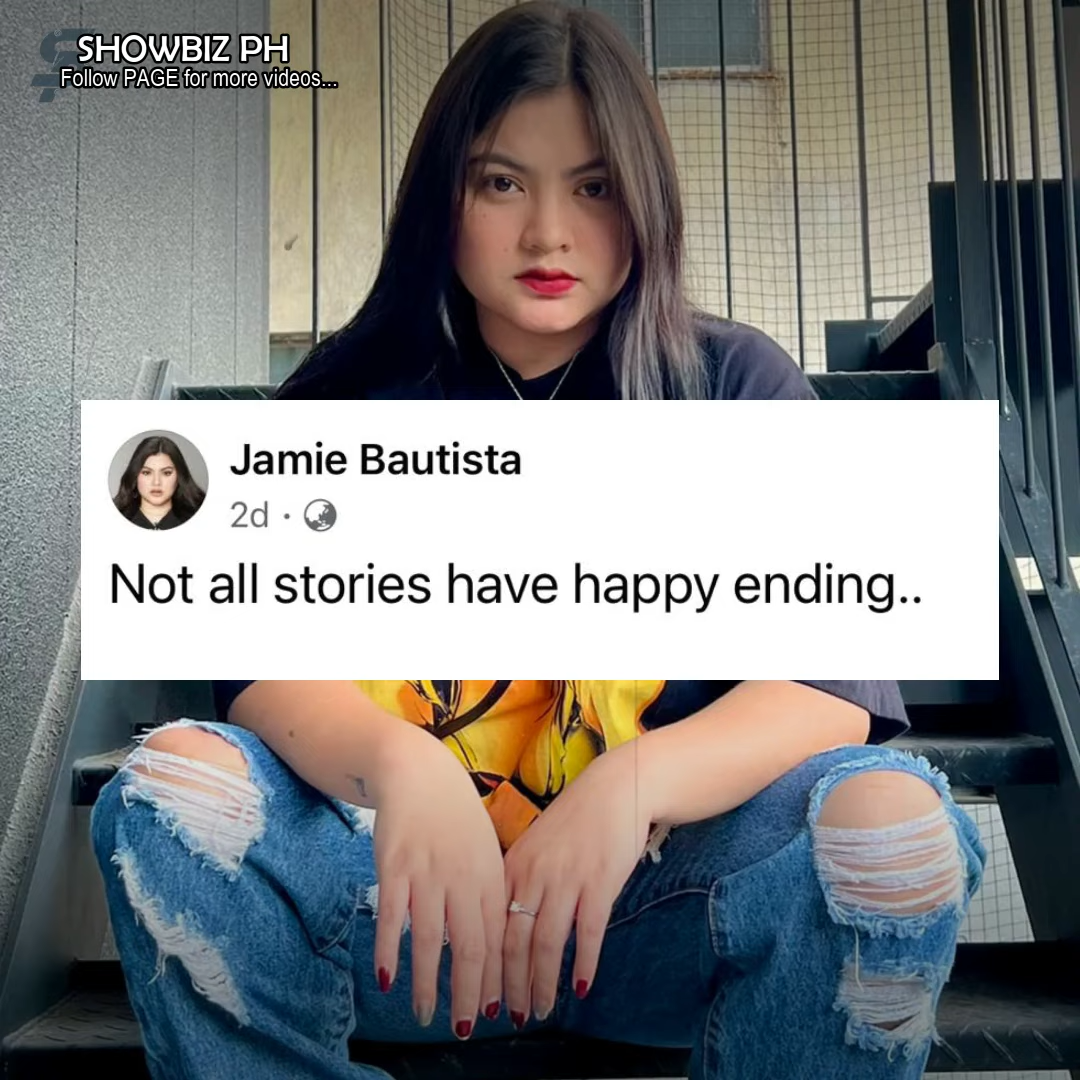 SHOWBIZ PH
Follow PAGE for more videos...
Jamie Bautista
2d ·
Not all stories have happy ending..